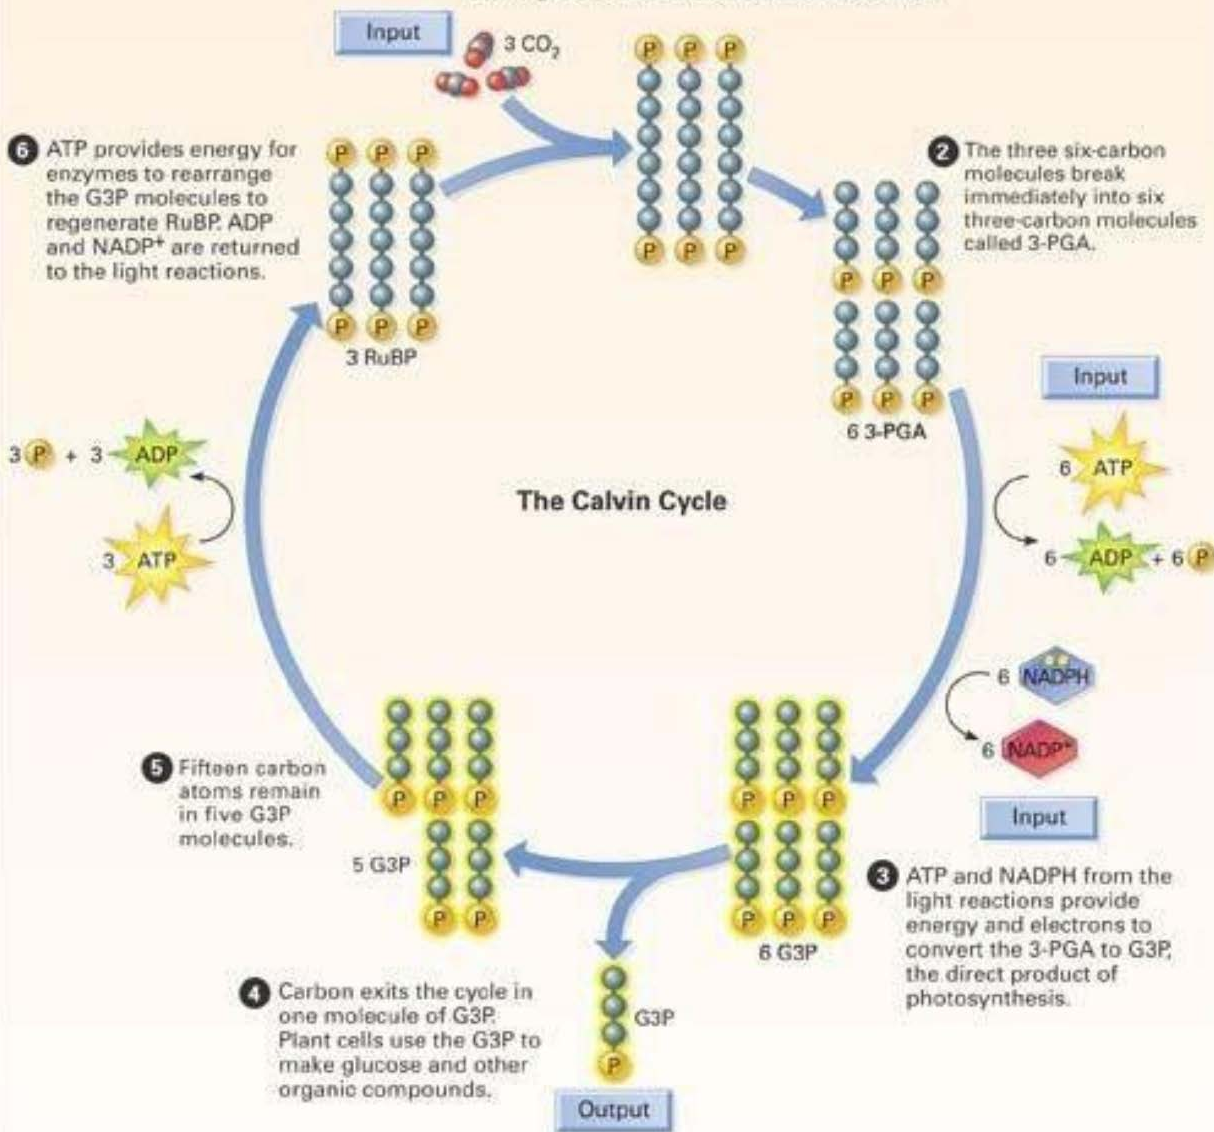 Input
3 CO₂
P P P
P P P
6 ATP provides energy for
enzymes to rearrange
the G3P molecules to
regenerate RuBP. ADP
and NADP⁺ are returned
to the light reactions.
P P P
P P P
3 RuBP
2 The three six-carbon
molecules break
immediately into six
three-carbon molecules
called 3-PGA.
P P P
P P P
6 3-PGA
Input
6 ATP
6 ADP + 6 P
3 P + 3 ADP
3 ATP
The Calvin Cycle
6 NADPH
6 NADP⁺
Input
3 ATP and NADPH from the
light reactions provide
energy and electrons to
convert the 3-PGA to G3P,
the direct product of
photosynthesis.
P P P
P P P
6 G3P
5 Fifteen carbon
atoms remain
in five G3P
molecules.
P P P
5 G3P
P P
4 Carbon exits the cycle in
one molecule of G3P.
Plant cells use the G3P to
make glucose and other
organic compounds.
G3P
P
Output